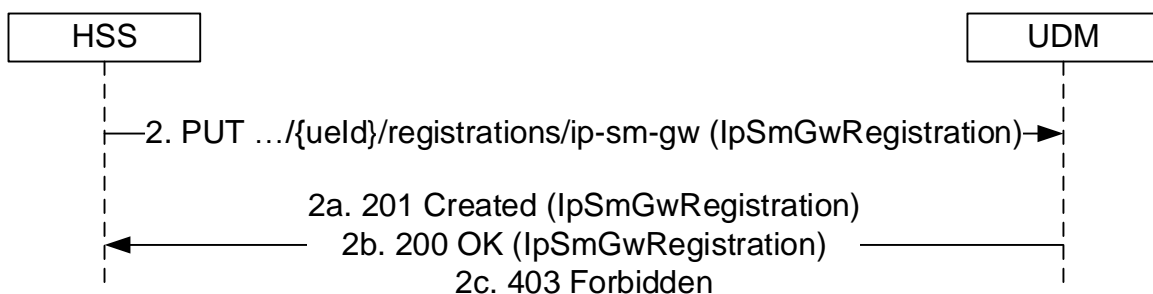 HSS
UDM
2. PUT …/{ueId}/registrations/ip-sm-gw (IpSmGwRegistration)
2a. 201 Created (IpSmGwRegistration)
2b. 200 OK (IpSmGwRegistration)
2c. 403 Forbidden